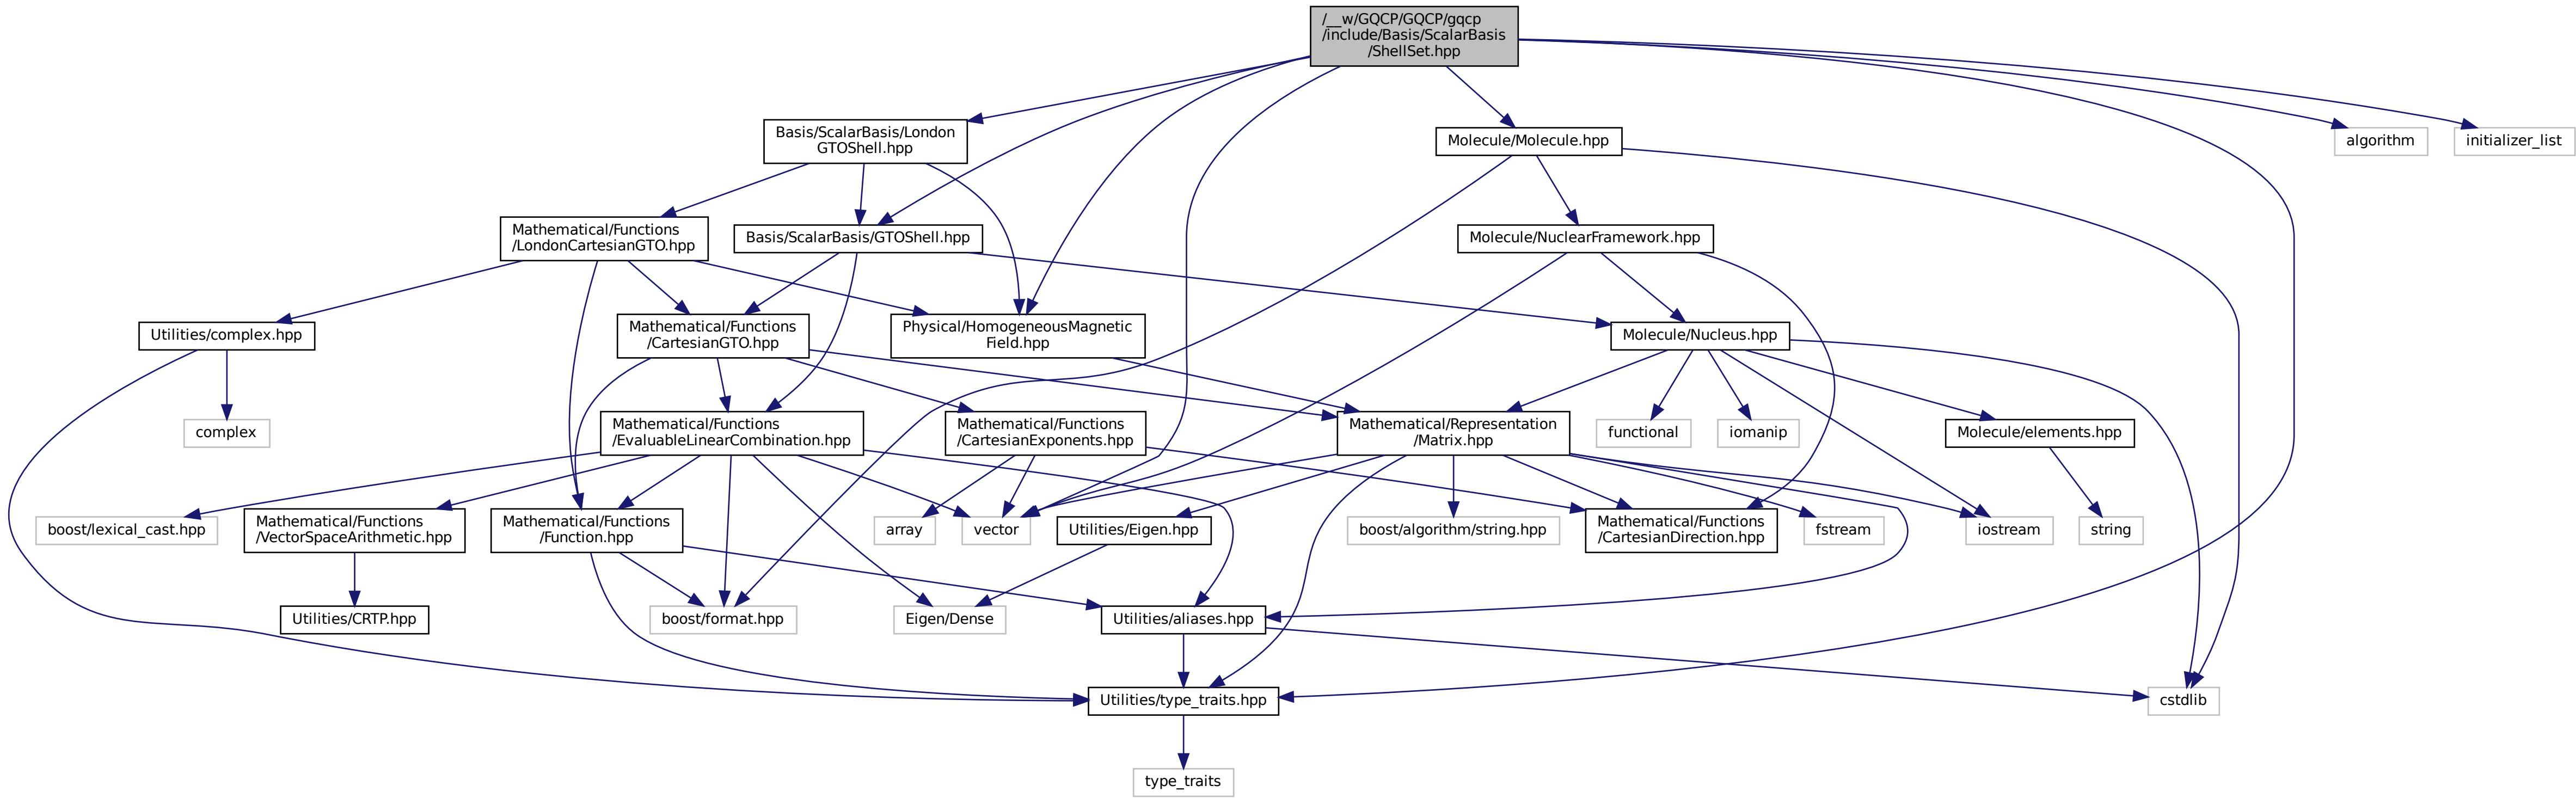 /__w/GQCP/GQCP/gqcp
/include/Basis/ScalarBasis
/ShellSet.hpp
Basis/ScalarBasis/London
GTOShell.hpp
Molecule/Molecule.hpp
algorithm
initializer_list
Mathematical/Functions
/LondonCartesianGTO.hpp
Basis/ScalarBasis/GTOShell.hpp
Molecule/NuclearFramework.hpp
Utilities/complex.hpp
Mathematical/Functions
/CartesianGTO.hpp
Physical/HomogeneousMagnetic
Field.hpp
Molecule/Nucleus.hpp
complex
Mathematical/Functions
/EvaluableLinearCombination.hpp
Mathematical/Functions
/CartesianExponents.hpp
Mathematical/Representation
/Matrix.hpp
functional
iomanip
Molecule/elements.hpp
boost/lexical_cast.hpp
Mathematical/Functions
/VectorSpaceArithmetic.hpp
Mathematical/Functions
/Function.hpp
array
vector
Utilities/Eigen.hpp
boost/algorithm/string.hpp
Mathematical/Functions
/CartesianDirection.hpp
fstream
iostream
string
Utilities/CRTP.hpp
boost/format.hpp
Eigen/Dense
Utilities/aliases.hpp
Utilities/type_traits.hpp
cstdlib
type_traits